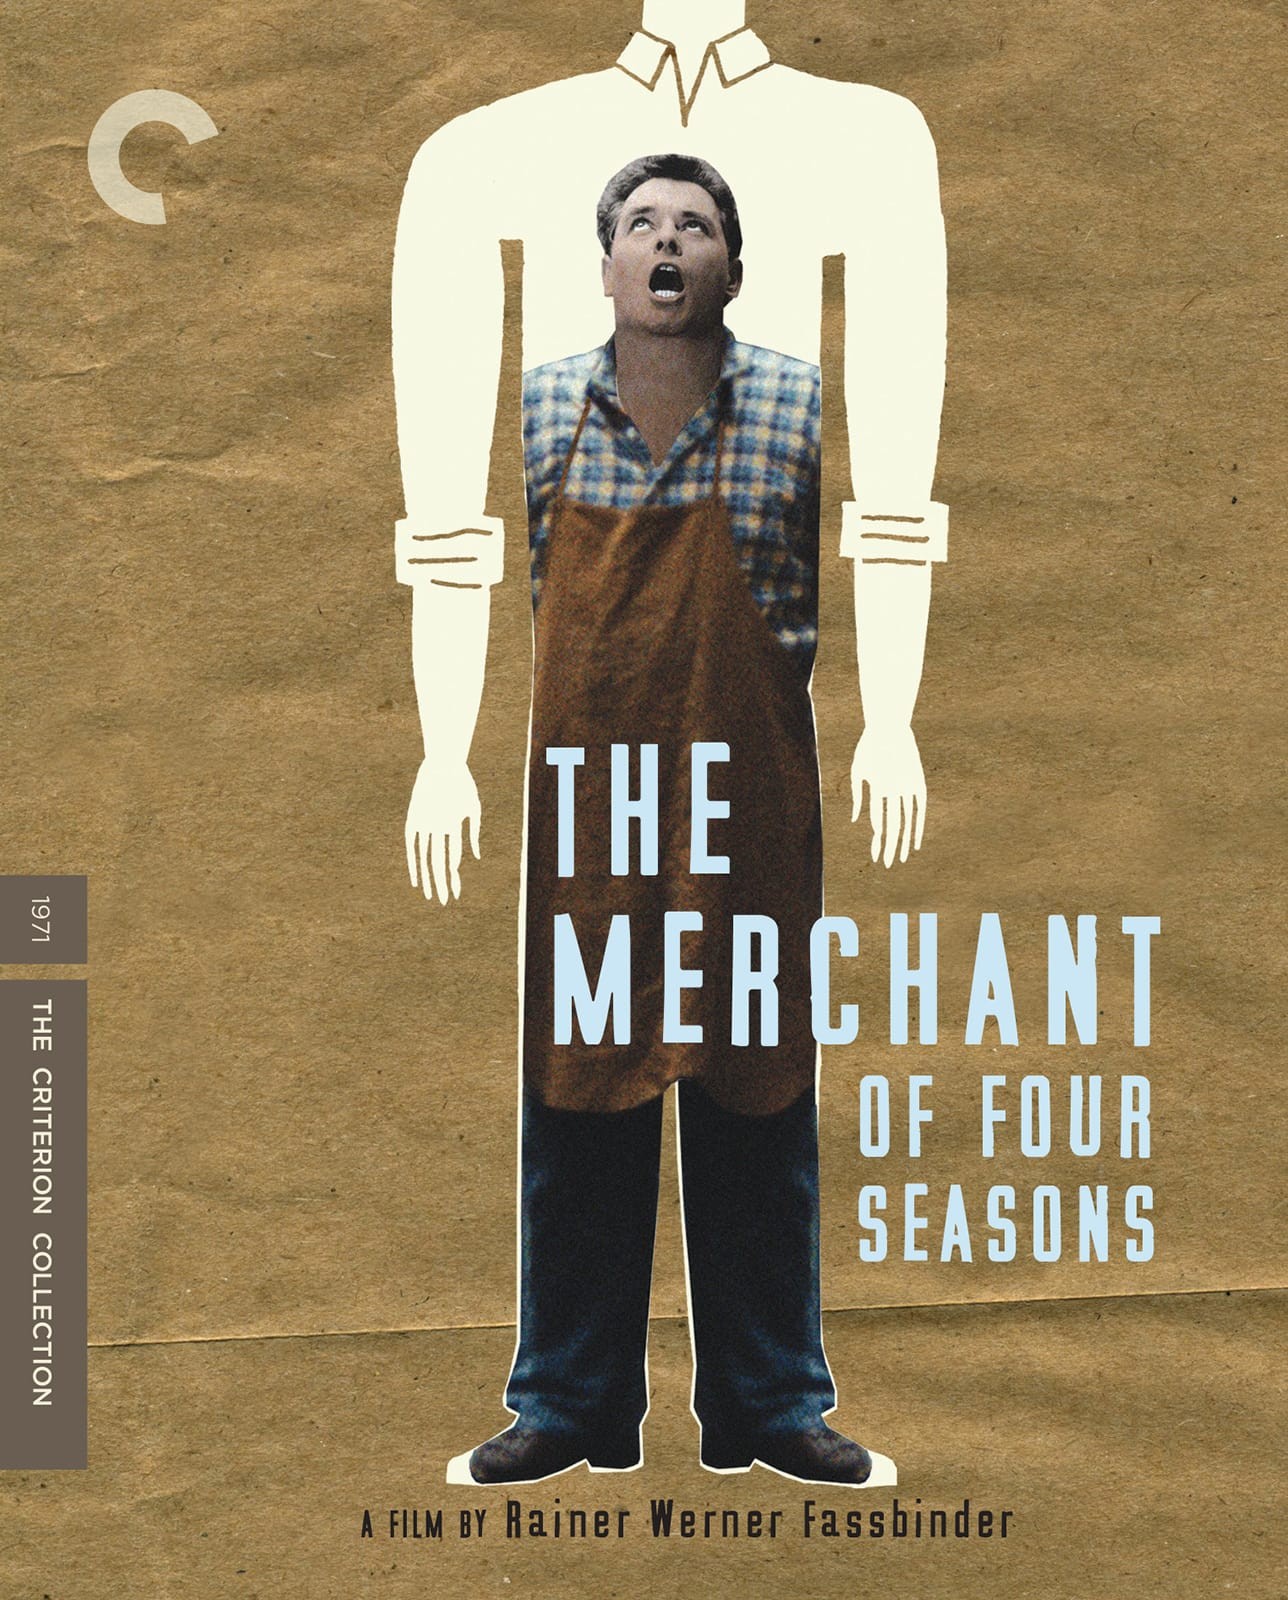 THE
MERCHANT
OF FOUR
SEASONS
1971
THE CRITERION COLLECTION
A FILM BY Rainer Werner Fassbinder